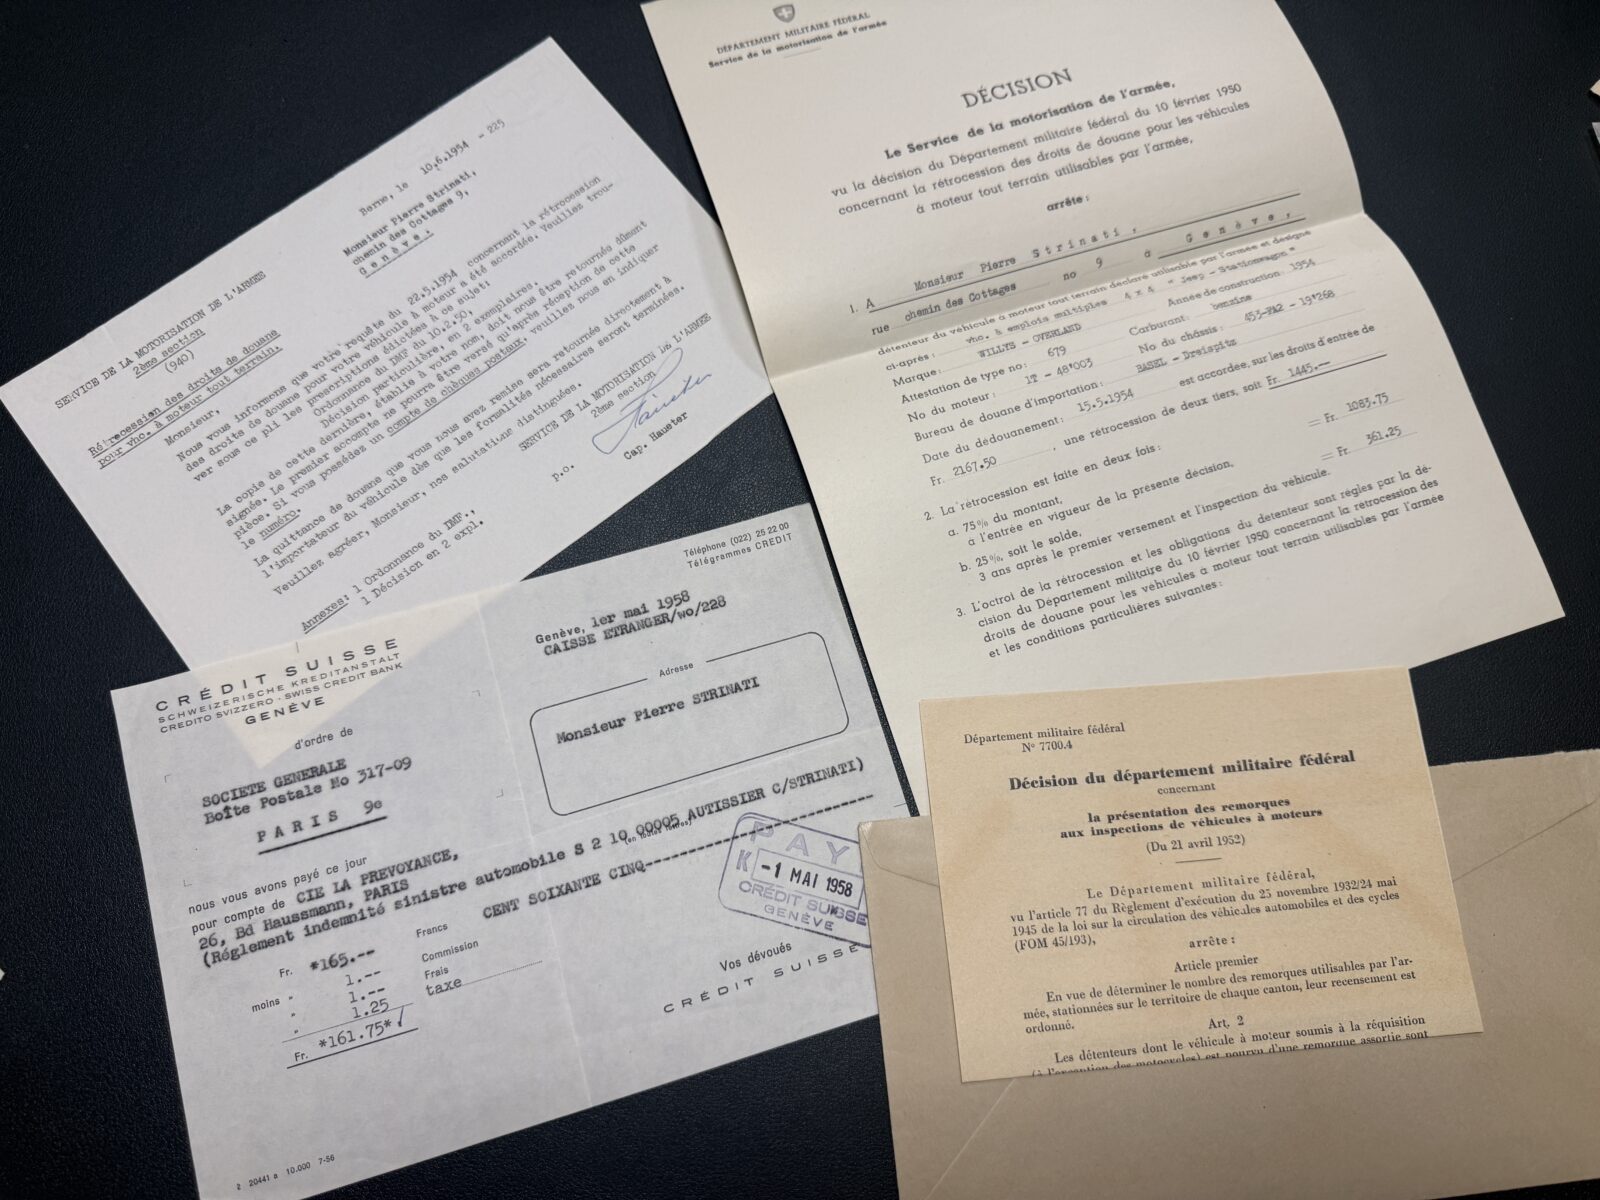 SERVICE DE LA MOTORISATION DE L'ARMEE
2ème section
(940)
Berne, le 10.6.1954 - 225
Monsieur Pierre Strinati,
chemin des Cottages 9,
Genève.
Rétrocession des droits de douane
pour vhc. à moteur tout terrain.
Monsieur,
Nous vous informons que votre requête du 22.5.1954 concernant la rétrocession
des droits de douane pour votre véhicule à moteur a été accordée. Veuillez trou-
ver sous ce pli les prescriptions édictées à ce sujet:
Ordonnance du DMF du 10.2.50,
Décision particulière, en 2 exemplaires.
La copie de cette dernière, établie à votre nom, doit nous être retournée dûment
signée. Le premier accompte ne pourra être versé qu'après réception de cette
pièce. Si vous possédez un compte de chèques postaux, veuillez nous en indiquer
le numéro.
La quittance de douane que vous nous avez remise sera retournée directement à
l'importateur du véhicule dès que les formalités nécessaires seront terminées.
Veuillez agréer, Monsieur, nos salutations distinguées.
SERVICE DE LA MOTORISATION DE L'ARMEE
2ème section
p.o.
Hauster
Cap. Hauster
Annexes: 1 Ordonnance du DMF.,
1 Décision en 2 expl.
DÉPARTEMENT MILITAIRE FÉDÉRAL
Service de la motorisation de l'armée
DÉCISION
Le Service de la motorisation de l'armée,
vu la décision du Département militaire fédéral du 10 février 1950
concernant la rétrocession des droits de douane pour les véhicules
à moteur tout terrain utilisables par l'armée,
arrête:
1. A Monsieur Pierre Strinati,
rue chemin des Cottages no 9 à Genève,
détenteur du véhicule à moteur tout terrain déclaré utilisable par l'armée et désigné
ci-après: vhc. à emplois multiples 4 x 4 " Jeep - Stationwagon "
Marque: WILLYS - OVERLAND Année de construction: 1954
Attestation de type no: 679 Carburant: benzine
No du moteur: 1T - 48'003 No du châssis: 453-FA2 - 19'268
Bureau de douane d'importation: BASEL - Dreispitz
Date du dédouanement: 15.5.1954 est accordée, sur les droits d'entrée de
Fr. 2167.50 , une rétrocession de deux tiers, soit Fr. 1445.—
2. La rétrocession est faite en deux fois:
a. 75% du montant,
à l'entrée en vigueur de la présente décision, = Fr. 1083.75
b. 25%, soit le solde,
3 ans après le premier versement et l'inspection du véhicule. = Fr 361.25
3. L'octroi de la rétrocession et les obligations du détenteur sont réglés par la dé-
cision du Département militaire du 10 février 1950 concernant la rétrocession des
droits de douane pour les véhicules à moteur tout terrain utilisables par l'armée
et les conditions particulières suivantes:
CRÉDIT SUISSE
SCHWEIZERISCHE KREDITANSTALT
CREDITO SVIZZERO - SWISS CREDIT BANK
GENÈVE
Téléphone (022) 25 22 00
Télégrammes CREDIT
Genève, 1er mai 1958
CAISSE ETRANGER/wo/228
Adresse
Monsieur Pierre STRINATI
d'ordre de
SOCIETE GENERALE
Boîte Postale No 317-09
PARIS 9e
nous vous avons payé ce jour
pour compte de CIE LA PREVOYANCE,
26, Bd Haussmann, PARIS
(Réglement indemnité sinistre automobile S 2 10 00005 AUTISSIER C/STRINATI)
(en toutes lettres)
CENT SOIXANTE CINQ------------------
Fr. *165.-- Francs
moins " 1.-- Commission
" 1.-- Frais
" 1.25 taxe
Fr. *161.75*
PAY
K -1 MAI 1958
CRÉDIT SUISSE
GENÈVE
Vos dévoués
CRÉDIT SUISSE
2 20441 a 10.000 7-56
Département militaire fédéral
N° 7700.4
Décision du département militaire fédéral
concernant
la présentation des remorques
aux inspections de véhicules à moteurs
(Du 21 avril 1952)
Le Département militaire fédéral,
vu l'article 77 du Règlement d'exécution du 25 novembre 1932/24 mai
1945 de la loi sur la circulation des véhicules automobiles et des cycles
(FOM 45/193),
arrête:
Article premier
En vue de déterminer le nombre des remorques utilisables par l'ar-
mée, stationnées sur le territoire de chaque canton, leur recensement est
ordonné.
Art. 2
Les détenteurs dont le véhicule à moteur soumis à la réquisition
(à l'exception des motocycles) est pourvu d'une remorque assortie sont